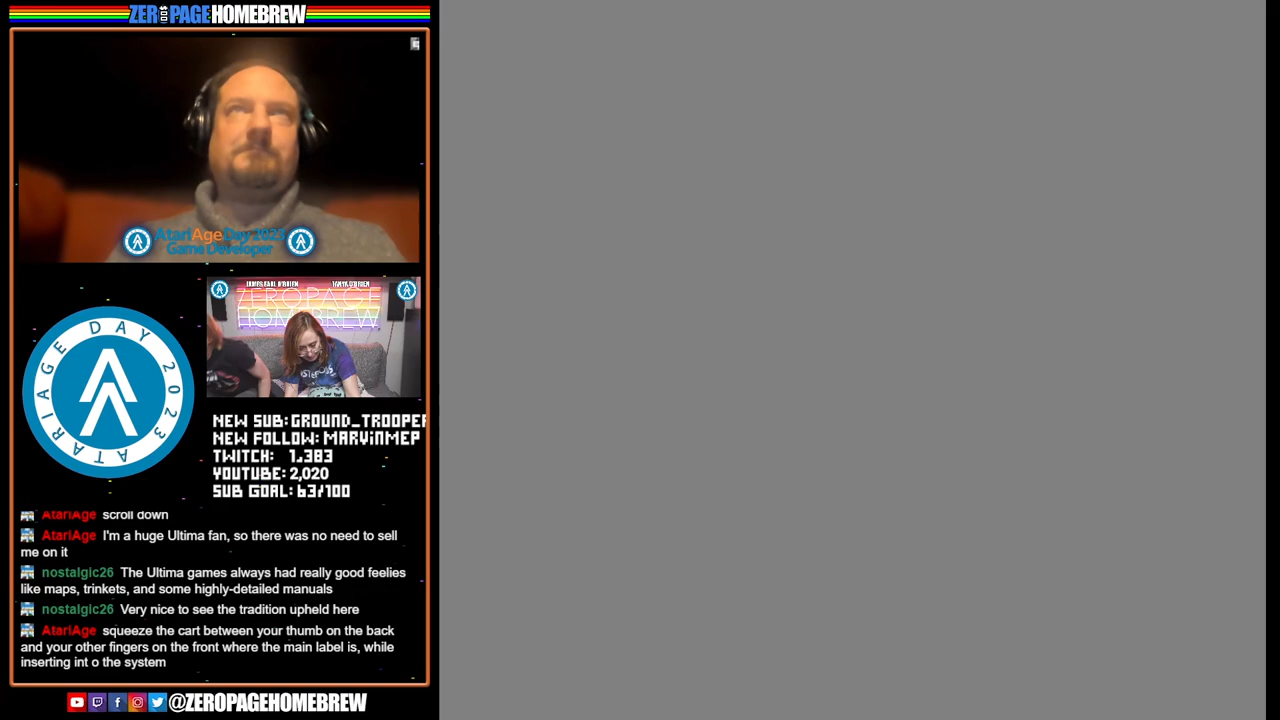 ZER PAGE HOMEBREW
AtariAge Day 2023
Game Developer
ZEROPAGE
HOMEBREW
ATARIAGE DAY 2023
NEW SUB: GROUND_TROOPER
NEW FOLLOW: MARVINMEP
TWITCH: 1,383
YOUTUBE: 2,020
SUB GOAL: 63/100
AtariAge scroll down
AtariAge I'm a huge Ultima fan, so there was no need to sell
me on it
nostalgic26 The Ultima games always had really good feelies
like maps, trinkets, and some highly-detailed manuals
nostalgic26 Very nice to see the tradition upheld here
AtariAge squeeze the cart between your thumb on the back
and your other fingers on the front where the main label is, while
inserting int o the system
@ZEROPAGEHOMEBREW